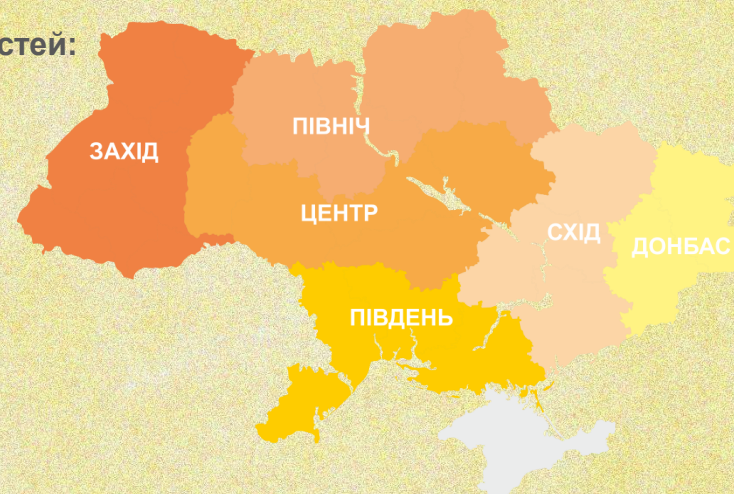 стей:
ПІВНІЧ
ЗАХІД
ЦЕНТР
СХІД
ДОНБАС
ПІВДЕНЬ